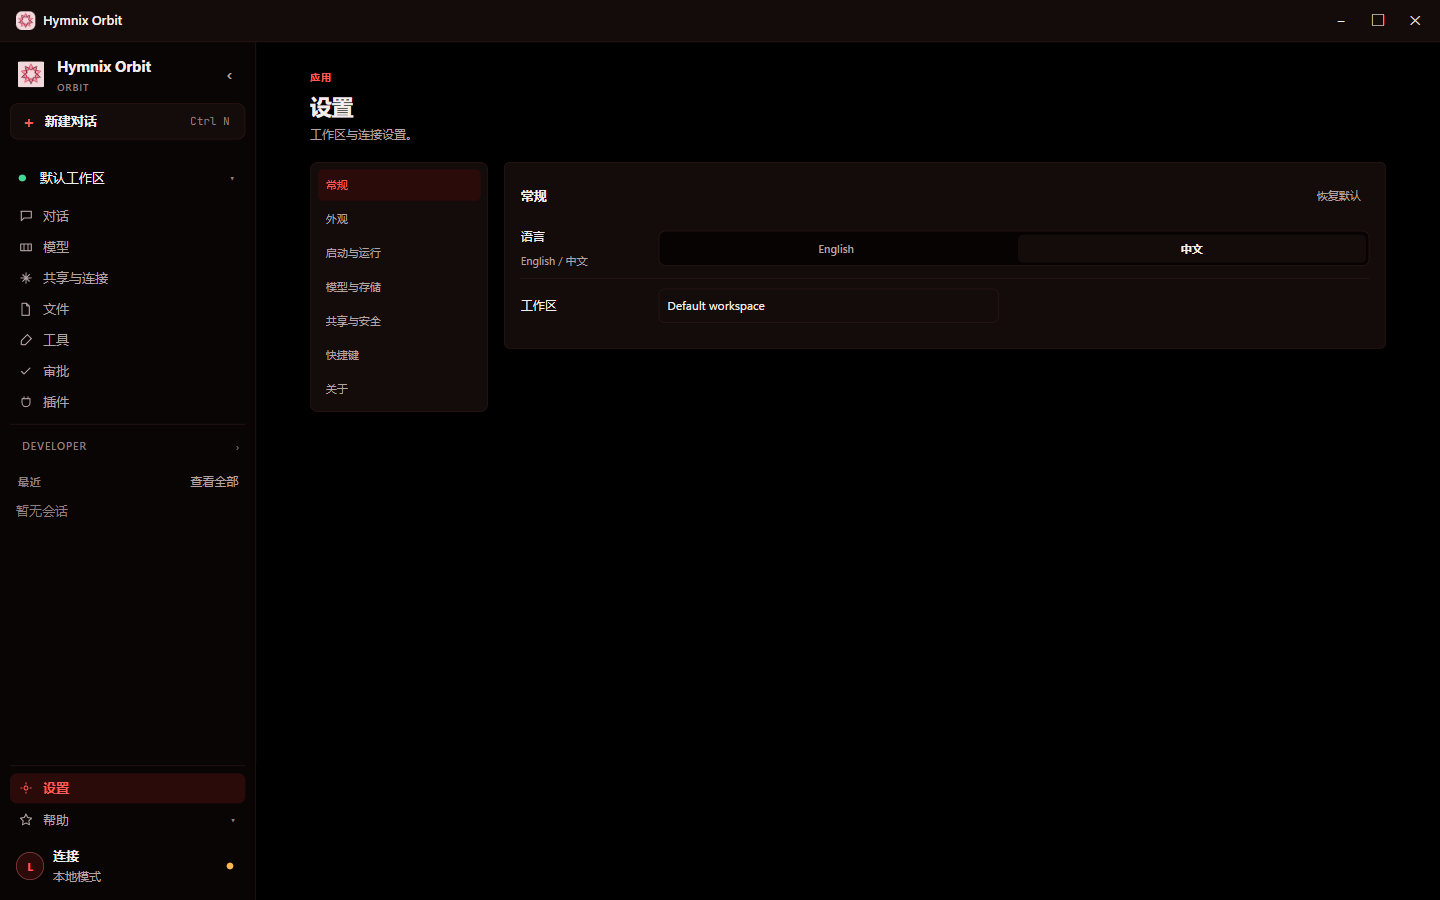 Hymnix Orbit
Hymnix Orbit
ORBIT
新建对话 Ctrl N
默认工作区
对话
模型
共享与连接
文件
工具
审批
插件
DEVELOPER
最近 查看全部
暂无会话
设置
帮助
L
连接
本地模式
应用
设置
工作区与连接设置。
常规
外观
启动与运行
模型与存储
共享与安全
快捷键
关于
常规 恢复默认
语言
English / 中文
English 中文
工作区 Default workspace